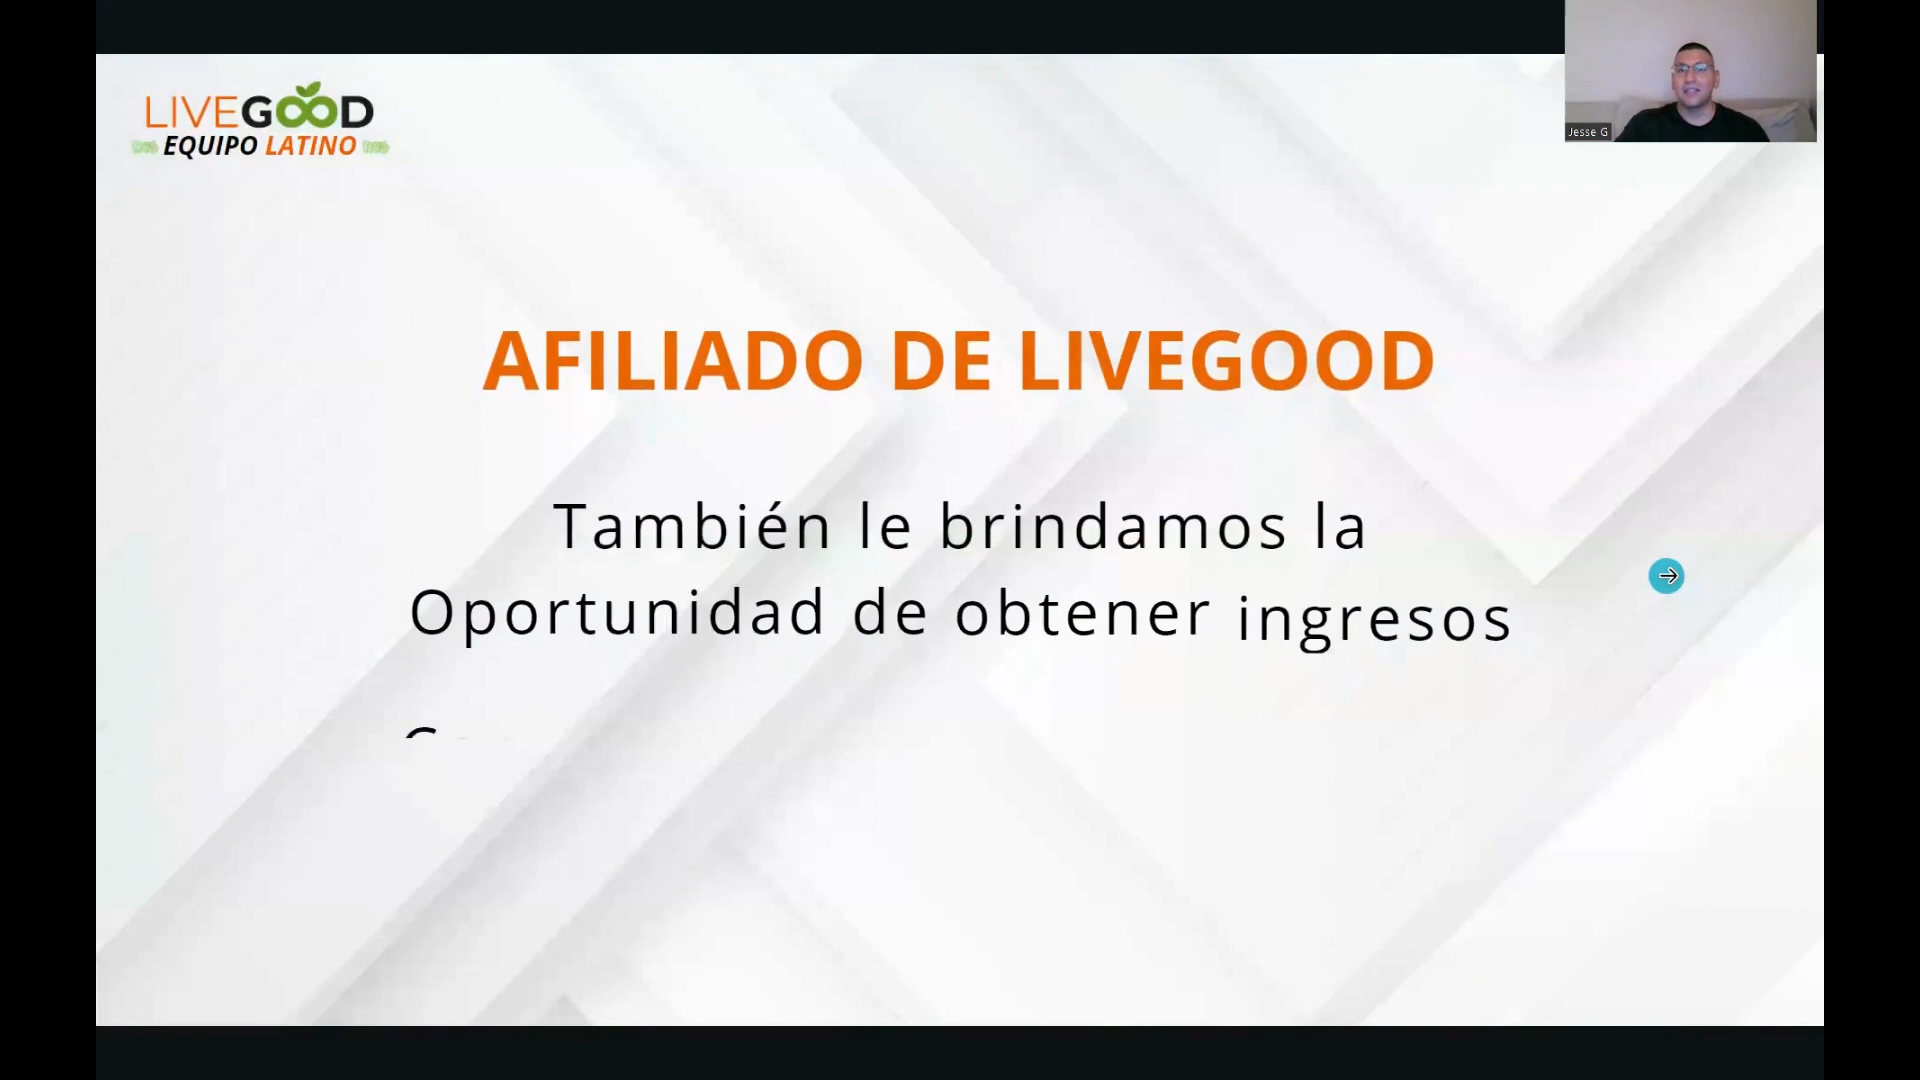 LIVEGOOD
EQUIPO LATINO
Jesse G
AFILIADO DE LIVEGOOD
También le brindamos la
Oportunidad de obtener ingresos